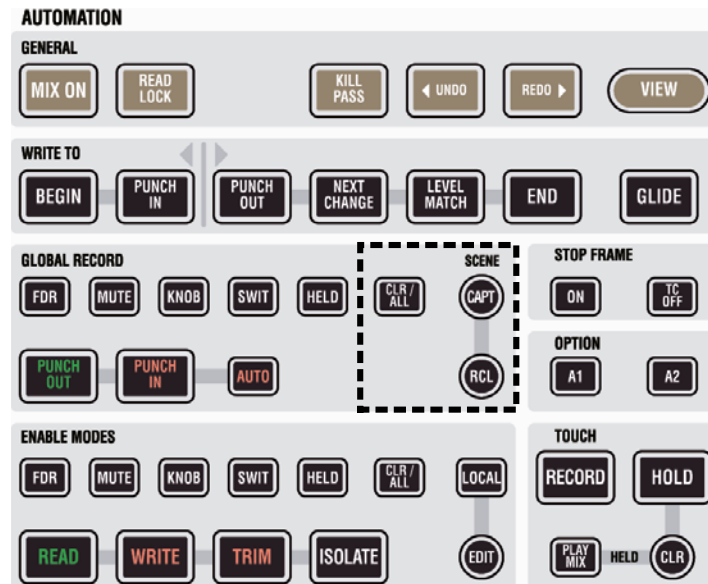 AUTOMATION
GENERAL
MIX ON
READ
LOCK
KILL
PASS
UNDO
REDO
VIEW
WRITE TO
BEGIN
PUNCH
IN
PUNCH
OUT
NEXT
CHANGE
LEVEL
MATCH
END
GLIDE
GLOBAL RECORD
FDR
MUTE
KNOB
SWIT
HELD
CLR/
ALL
SCENE
CAPT
PUNCH
OUT
PUNCH
IN
AUTO
RCL
STOP FRAME
ON
TC
OFF
OPTION
A1
A2
ENABLE MODES
FDR
MUTE
KNOB
SWIT
HELD
CLR/
ALL
LOCAL
READ
WRITE
TRIM
ISOLATE
EDIT
TOUCH
RECORD
HOLD
PLAY
MIX
HELD
CLR